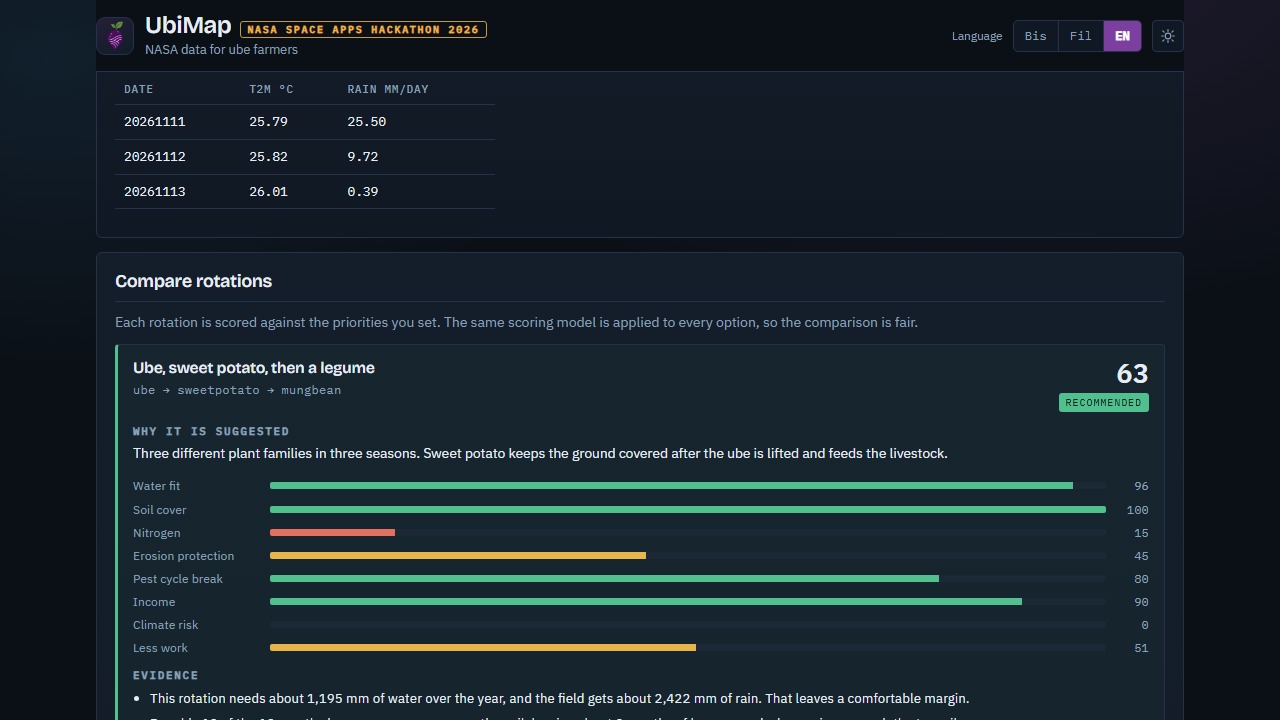 UbiMap NASA SPACE APPS HACKATHON 2026
NASA data for ube farmers
Language Bis Fil EN
DATE T2M °C RAIN MM/DAY
20261111 25.79 25.50
20261112 25.82 9.72
20261113 26.01 0.39
Compare rotations
Each rotation is scored against the priorities you set. The same scoring model is applied to every option, so the comparison is fair.
Ube, sweet potato, then a legume
63
ube → sweetpotato → mungbean
RECOMMENDED
WHY IT IS SUGGESTED
Three different plant families in three seasons. Sweet potato keeps the ground covered after the ube is lifted and feeds the livestock.
Water fit 96
Soil cover 100
Nitrogen 15
Erosion protection 45
Pest cycle break 80
Income 90
Climate risk 0
Less work 51
EVIDENCE
• This rotation needs about 1,195 mm of water over the year, and the field gets about 2,422 mm of rain. That leaves a comfortable margin.